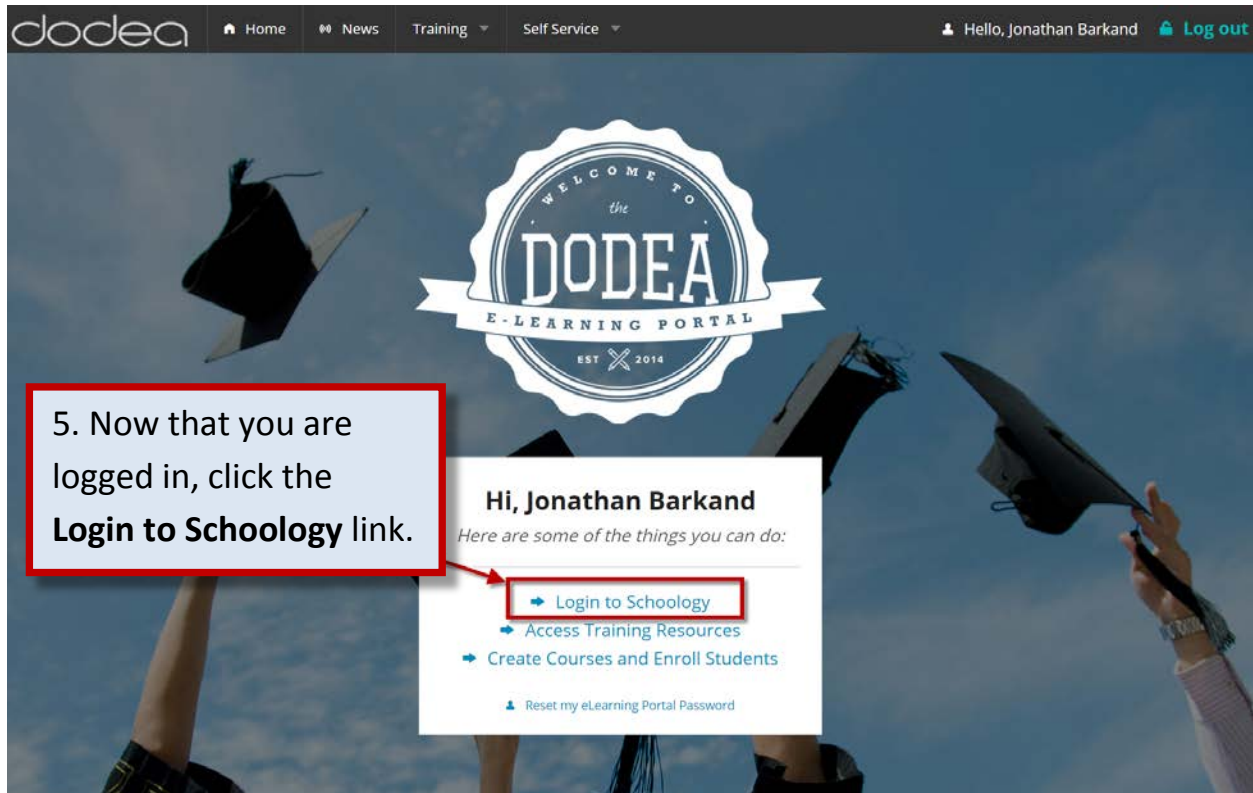 dodea Home News Training Self Service Hello, Jonathan Barkand Log out
WELCOME TO
the
DODEA
E-LEARNING PORTAL
EST 2014
5. Now that you are
logged in, click the
Login to Schoology link.
Hi, Jonathan Barkand
Here are some of the things you can do:
Login to Schoology
Access Training Resources
Create Courses and Enroll Students
Reset my eLearning Portal Password